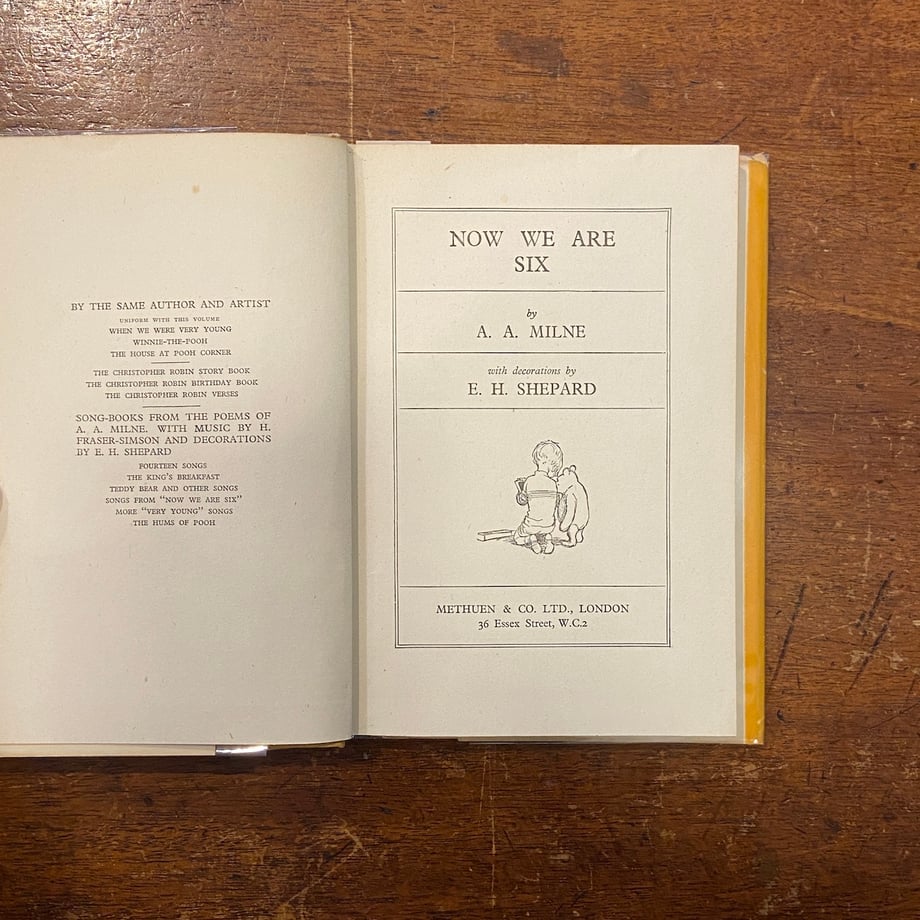 BY THE SAME AUTHOR AND ARTIST
UNIFORM WITH THIS VOLUME
WHEN WE WERE VERY YOUNG
WINNIE-THE-POOH
THE HOUSE AT POOH CORNER
THE CHRISTOPHER ROBIN STORY BOOK
THE CHRISTOPHER ROBIN BIRTHDAY BOOK
THE CHRISTOPHER ROBIN VERSES
SONG-BOOKS FROM THE POEMS OF
A. A. MILNE. WITH MUSIC BY H.
FRASER-SIMSON AND DECORATIONS
BY E. H. SHEPARD
FOURTEEN SONGS
THE KING'S BREAKFAST
TEDDY BEAR AND OTHER SONGS
SONGS FROM "NOW WE ARE SIX"
MORE "VERY YOUNG" SONGS
THE HUMS OF POOH
NOW WE ARE
SIX
by
A. A. MILNE
with decorations by
E. H. SHEPARD
METHUEN & CO. LTD., LONDON
36 Essex Street, W.C.2